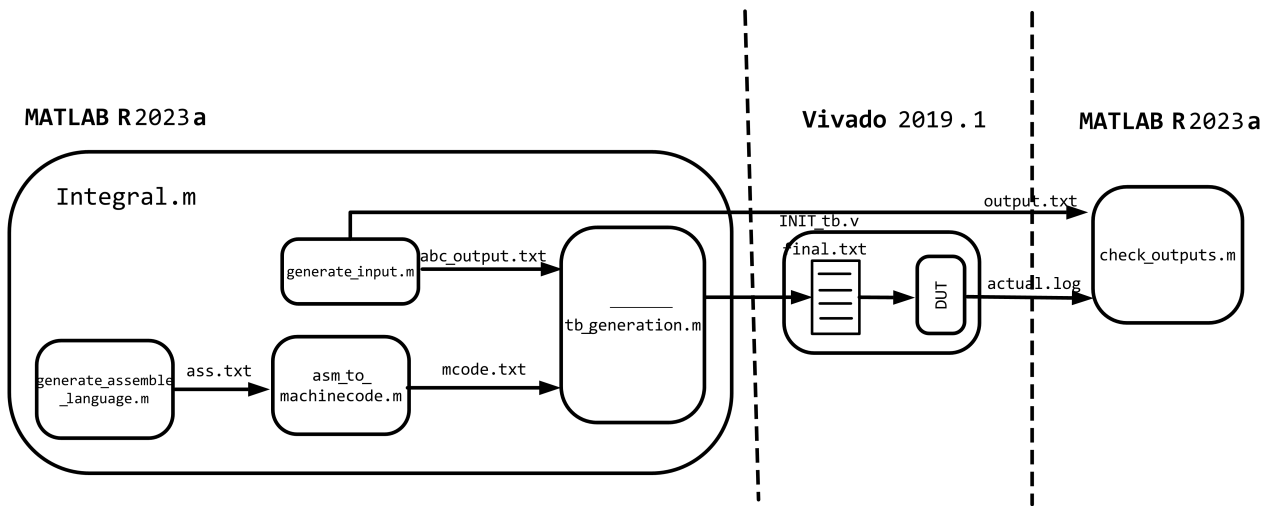 MATLAB R2023a
Vivado 2019.1
MATLAB R2023a
Integral.m
output.txt
INIT_tb.v
generate_input.m
abc_output.txt
final.txt
check_outputs.m
DUT
actual.log
tb_generation.m
generate_assemble
_language.m
ass.txt
asm_to_
machinecode.m
mcode.txt